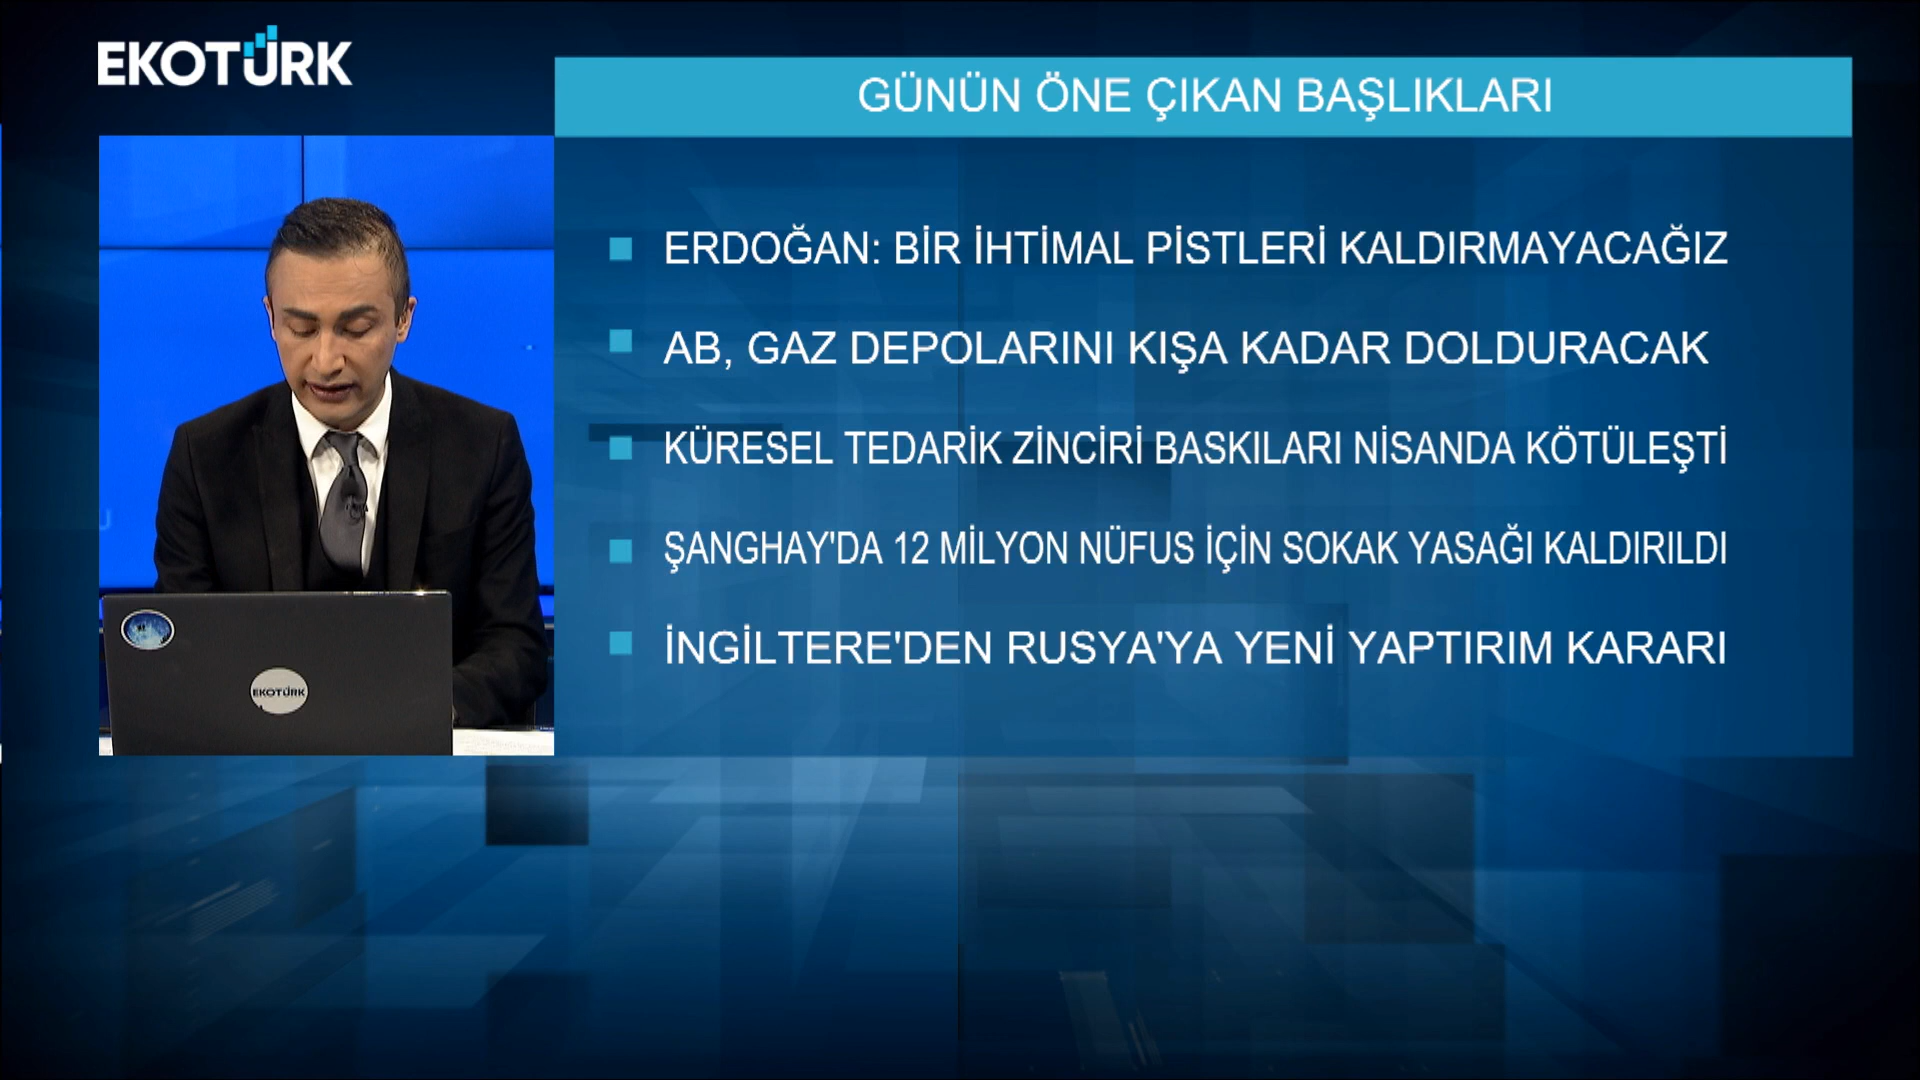 EKOTÜRK
GÜNÜN ÖNE ÇIKAN BAŞLIKLARI
ERDOĞAN: BİR İHTİMAL PİSTLERİ KALDIRMAYACAĞIZ
AB, GAZ DEPOLARINI KIŞA KADAR DOLDURACAK
KÜRESEL TEDARİK ZİNCİRİ BASKILARI NİSANDA KÖTÜLEŞTİ
ŞANGHAY'DA 12 MİLYON NÜFUS İÇİN SOKAK YASAĞI KALDIRILDI
İNGİLTERE'DEN RUSYA'YA YENİ YAPTIRIM KARARI
EKOTÜRK